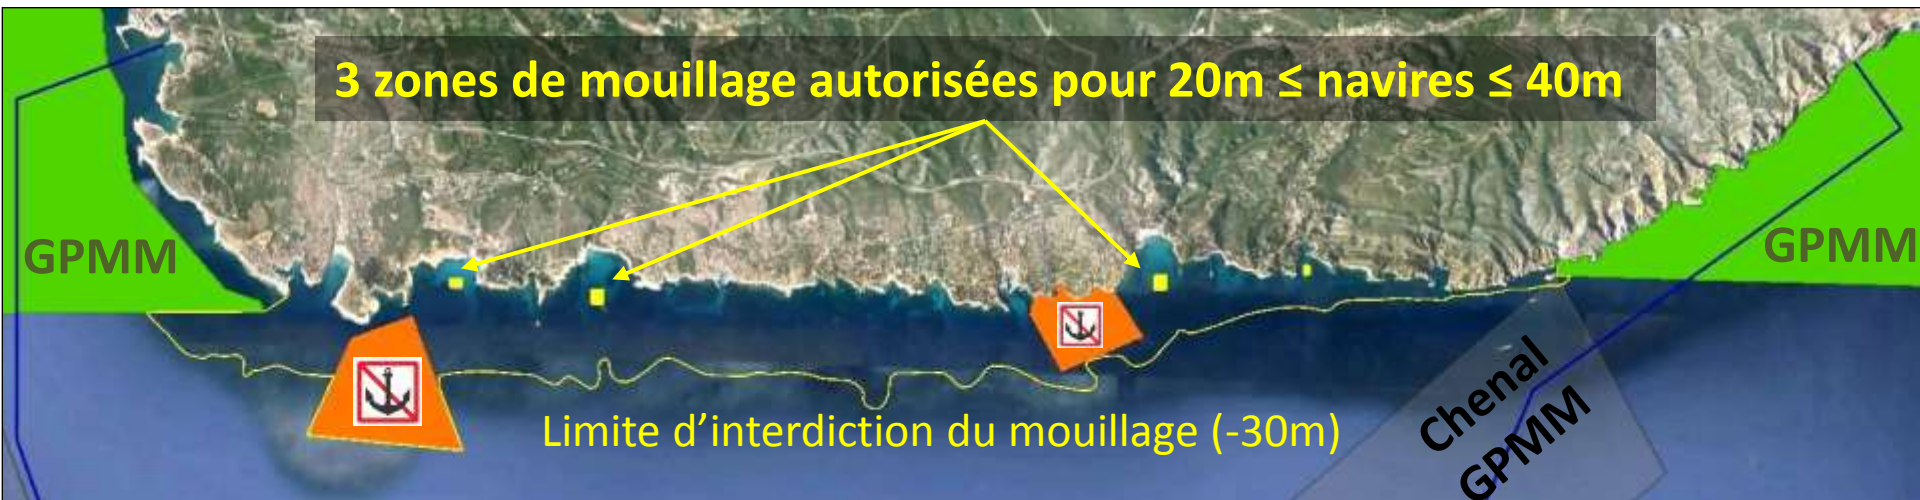 3 zones de mouillage autorisées pour 20m ≤ navires ≤ 40m
GPMM
GPMM
Limite d’interdiction du mouillage (-30m)
Chenal
GPMM